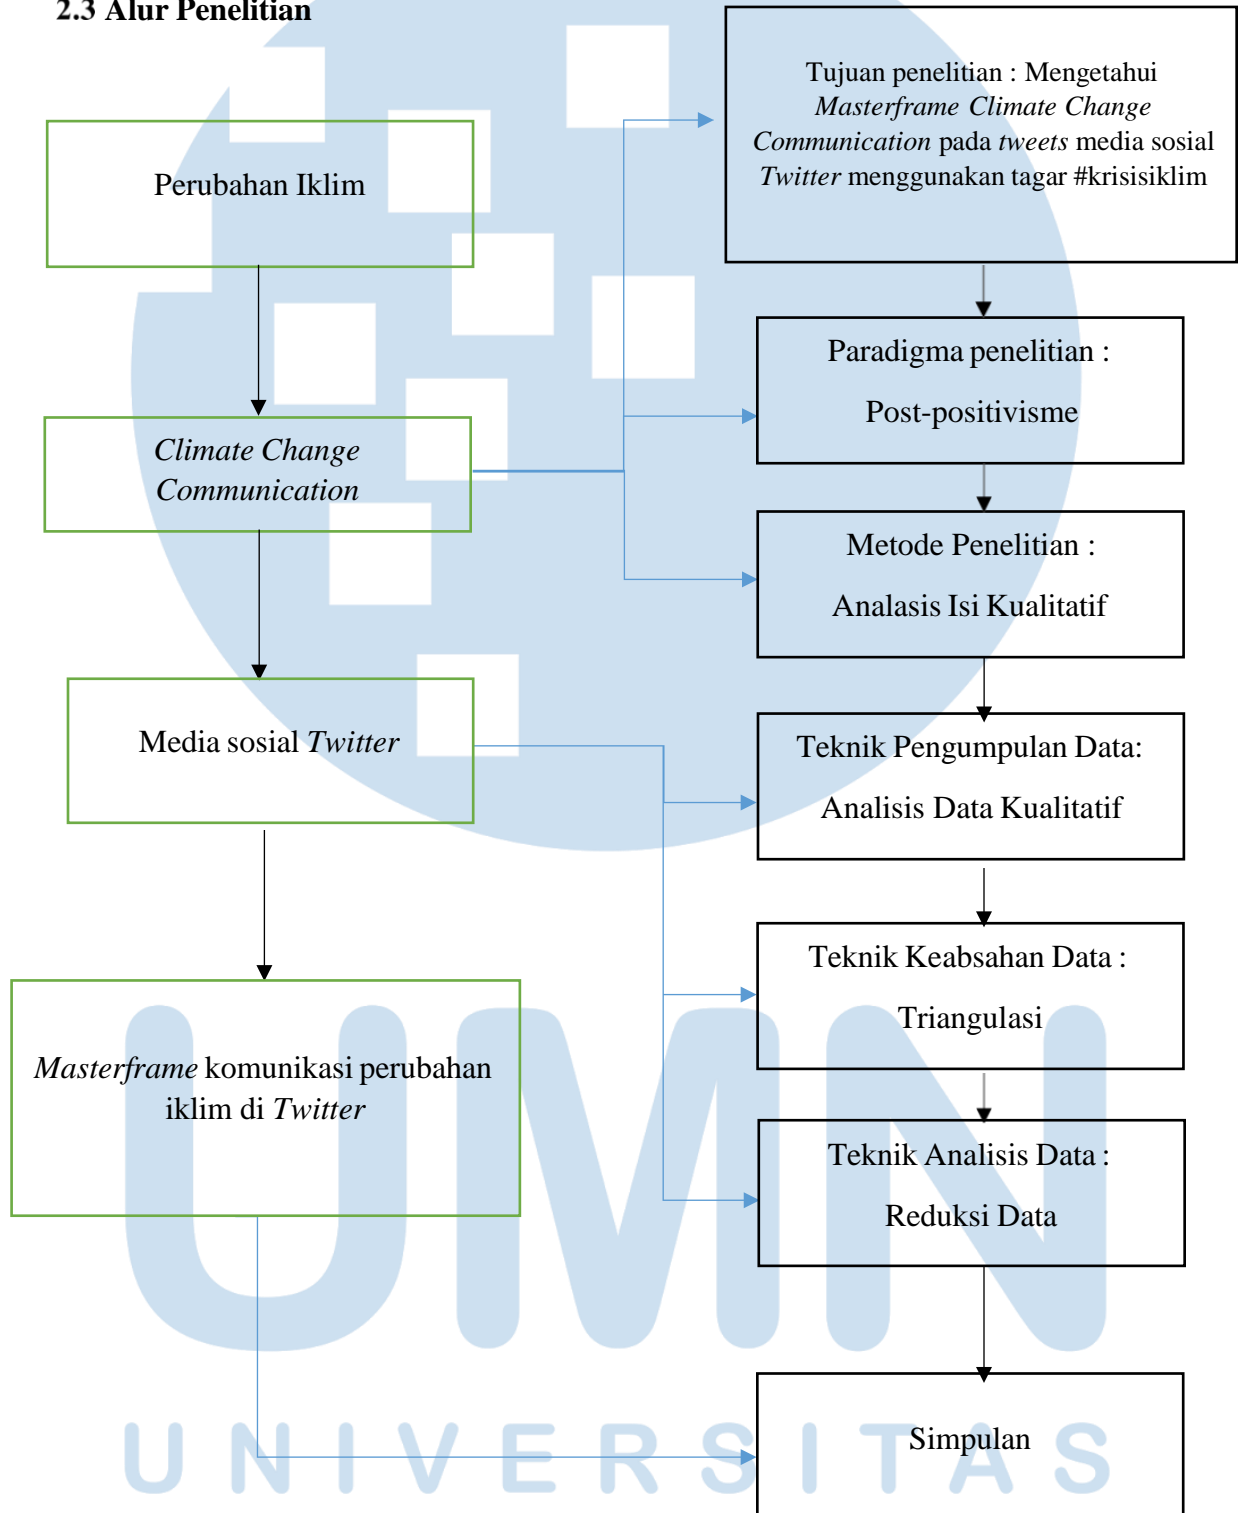 2.3 Alur Penelitian
Perubahan Iklim
Climate Change
Communication
Media sosial Twitter
Masterframe komunikasi perubahan
iklim di Twitter
Tujuan penelitian : Mengetahui
Masterframe Climate Change
Communication pada tweets media sosial
Twitter menggunakan tagar #krisisiklim
Paradigma penelitian :
Post-positivisme
Metode Penelitian :
Analasis Isi Kualitatif
Teknik Pengumpulan Data:
Analisis Data Kualitatif
Teknik Keabsahan Data :
Triangulasi
Teknik Analisis Data :
Reduksi Data
Simpulan
UMN
UNIVERSITAS